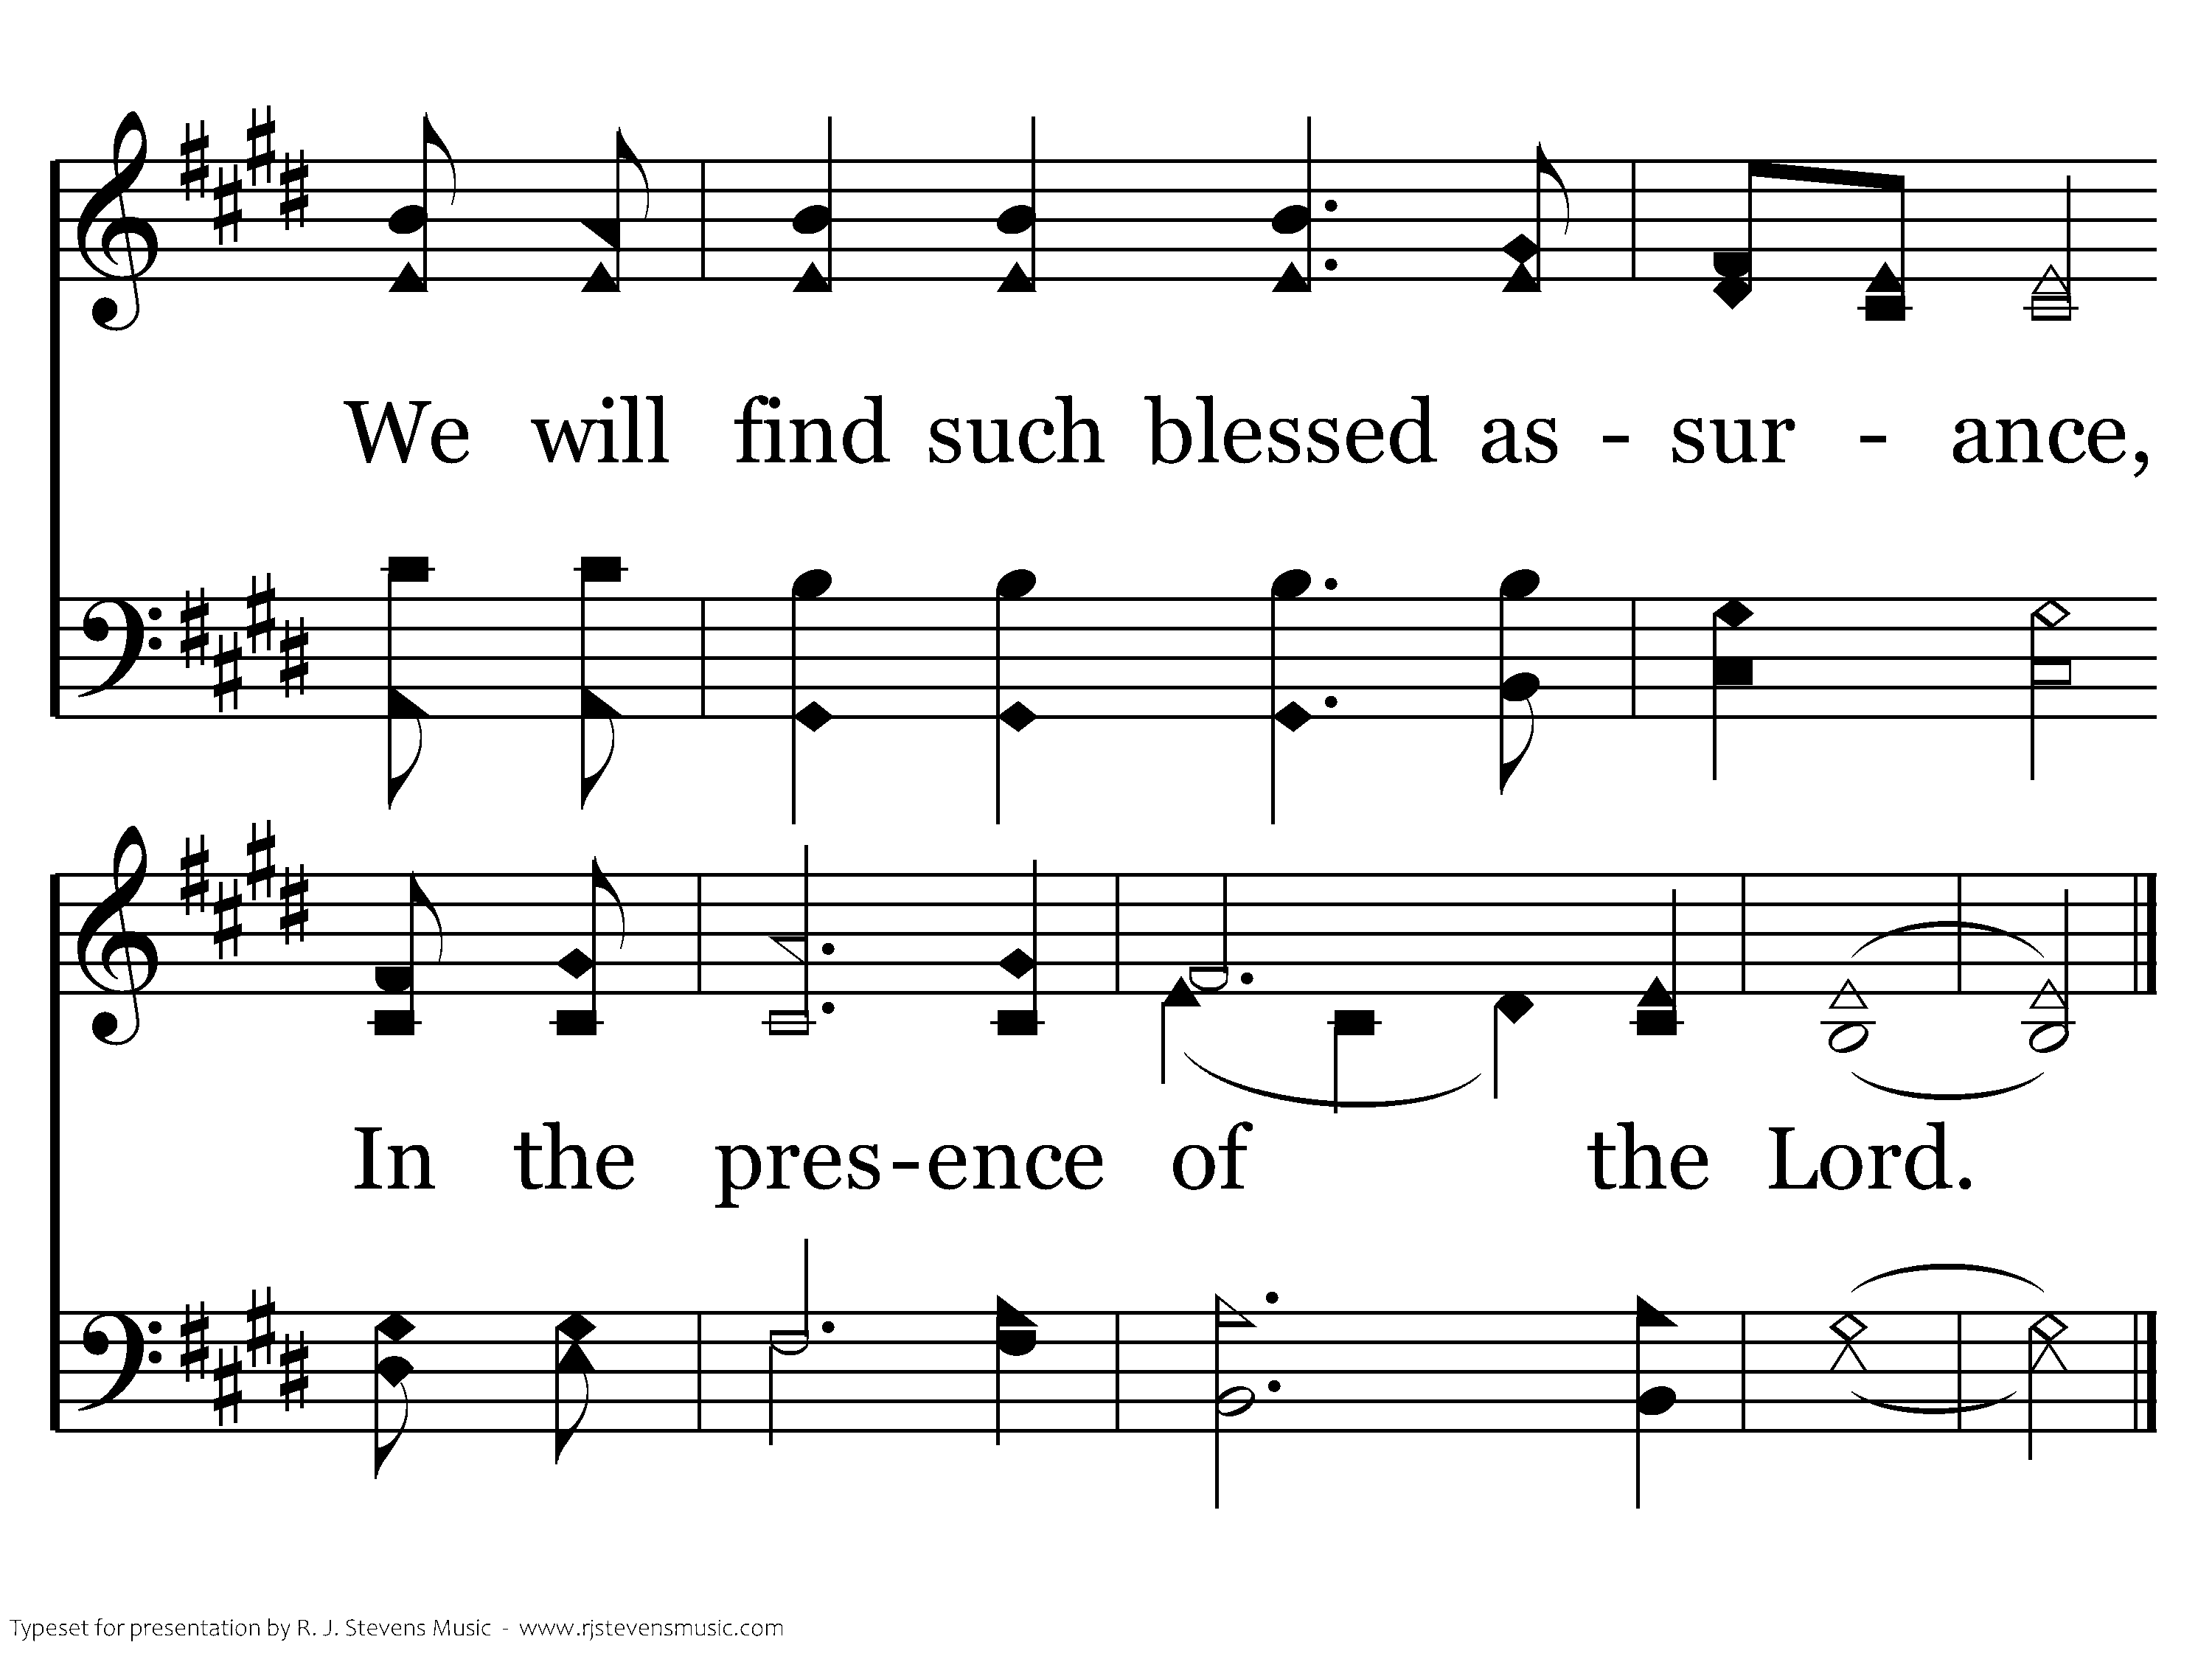 We will find such blessed as - sur - ance,
In the pres-ence of the Lord.
Typeset for presentation by R. J. Stevens Music - www.rjstevensmusic.com